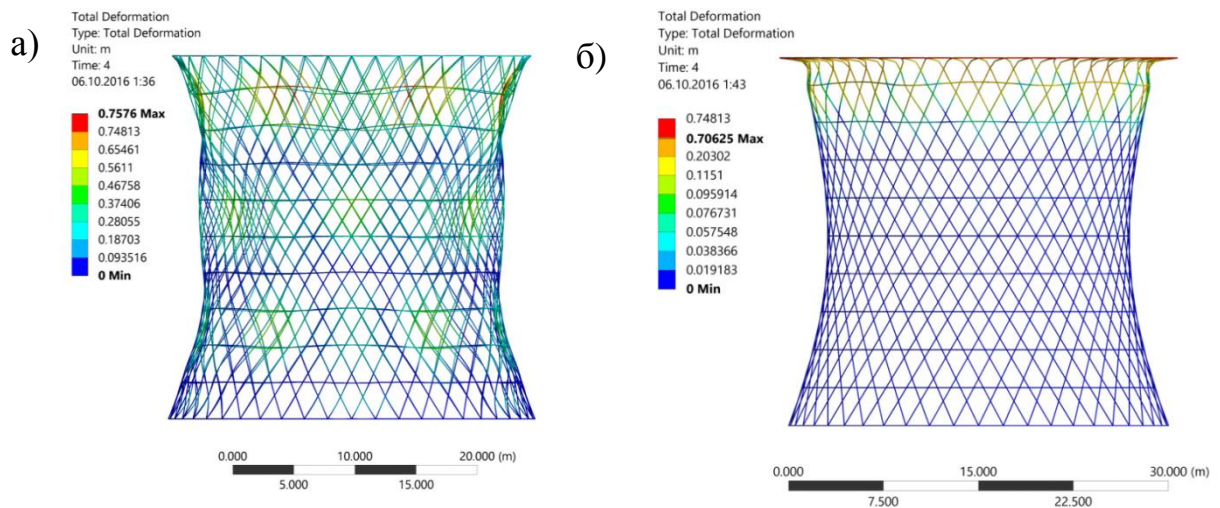 а)
Total Deformation
Type: Total Deformation
Unit: m
Time: 4
06.10.2016 1:36
0.7576 Max
0.74813
0.65461
0.5611
0.46758
0.37406
0.28055
0.18703
0.093516
0 Min
0.000 10.000 20.000 (m)
5.000 15.000
б)
Total Deformation
Type: Total Deformation
Unit: m
Time: 4
06.10.2016 1:43
0.74813
0.70625 Max
0.20302
0.1151
0.095914
0.076731
0.057548
0.038366
0.019183
0 Min
0.000 15.000 30.000 (m)
7.500 22.500